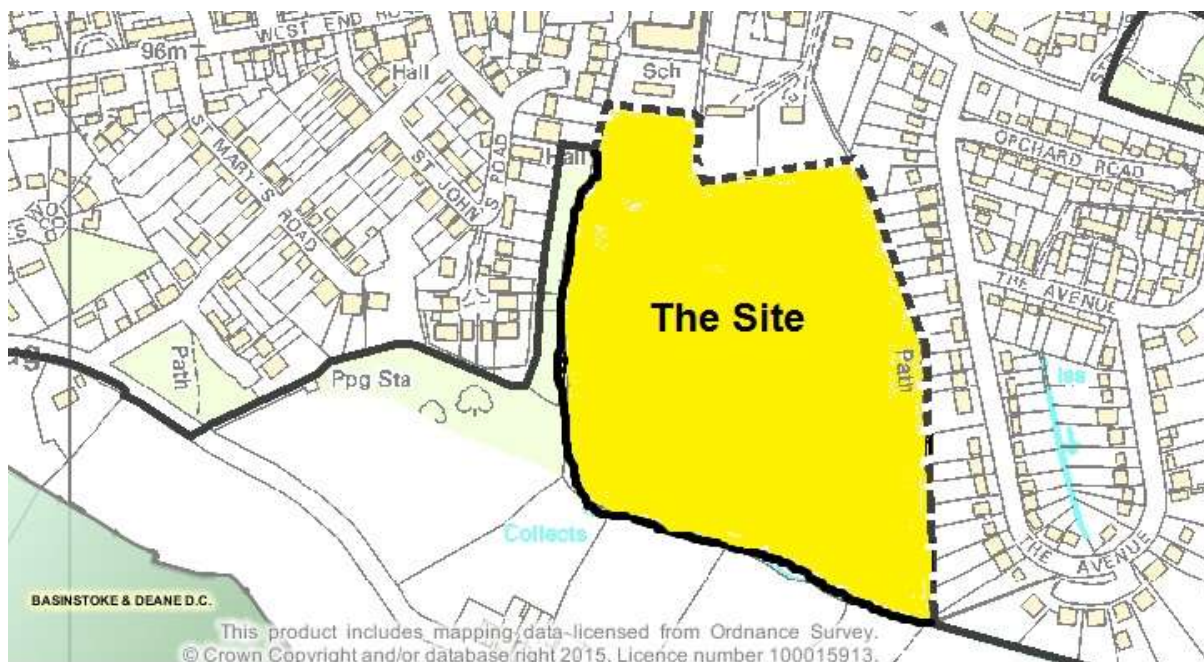 WEST END ROAD
96m
Hall
Sch
ST MARY'S ROAD
ST JOHN'S ROAD
Hall
ORCHARD ROAD
THE AVENUE
The Site
Path
Path
Ppg Sta
Iss
Collects
THE AVENUE
BASINSTOKE & DEANE D.C.
This product includes mapping data licensed from Ordnance Survey.
© Crown Copyright and/or database right 2015. Licence number 100015913.